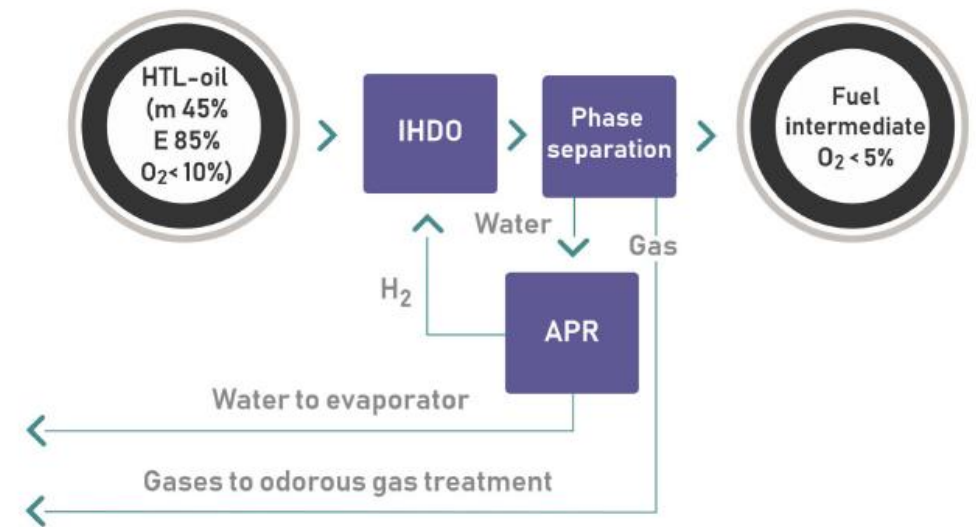 HTL-oil
(m 45%
E 85%
O₂< 10%)
IHDO
Phase
separation
Fuel
intermediate
O₂ < 5%
Water
Gas
H₂
APR
Water to evaporator
Gases to odorous gas treatment